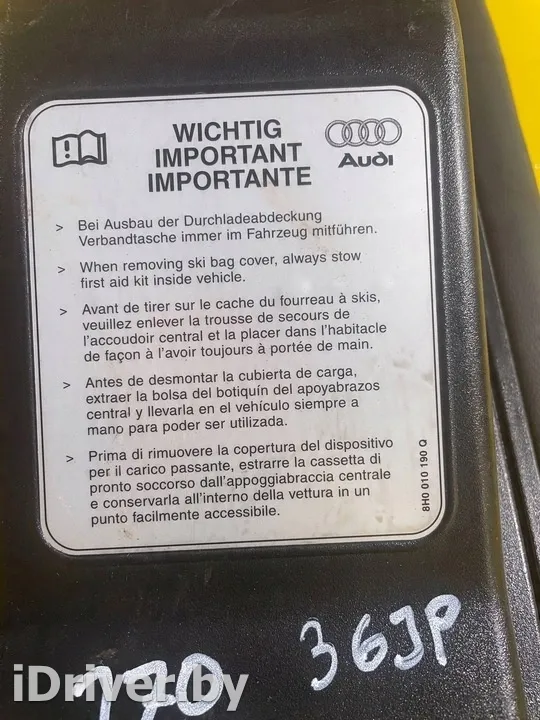 WICHTIG
IMPORTANT
IMPORTANTE
Audi
> Bei Ausbau der Durchladeabdeckung
Verbandtasche immer im Fahrzeug mitführen.
> When removing ski bag cover, always stow
first aid kit inside vehicle.
> Avant de tirer sur le cache du fourreau à skis,
veuillez enlever la trousse de secours de
l'accoudoir central et la placer dans l'habitacle
de façon à l'avoir toujours à portée de main.
> Antes de desmontar la cubierta de carga,
extraer la bolsa del botiquín del apoyabrazos
central y llevarla en el vehículo siempre a
mano para poder ser utilizada.
> Prima di rimuovere la copertura del dispositivo
per il carico passante, estrarre la cassetta di
pronto soccorso dall'appoggiabraccia centrale
e conservarla all'interno della vettura in un
punto facilmente accessibile.
8H0 010 190 Q
36JP
170
iDriver.by